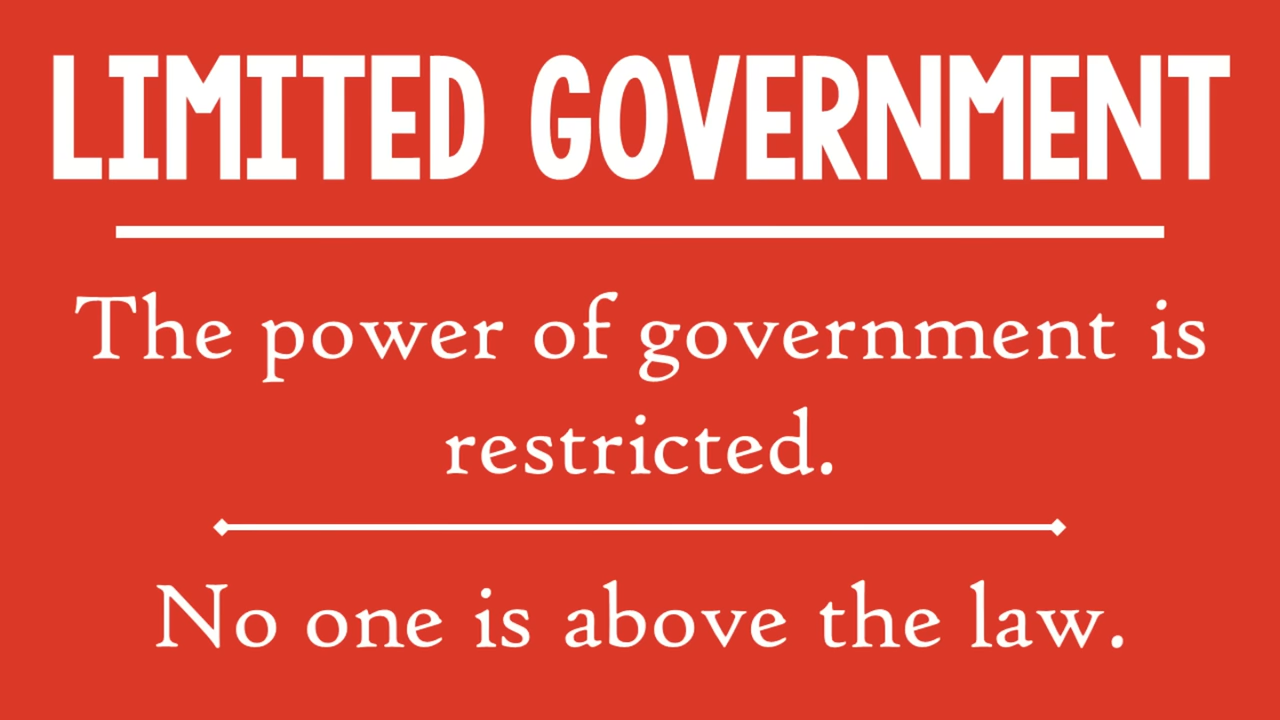 LIMITED GOVERNMENT
The power of government is
restricted.
No one is above the law.